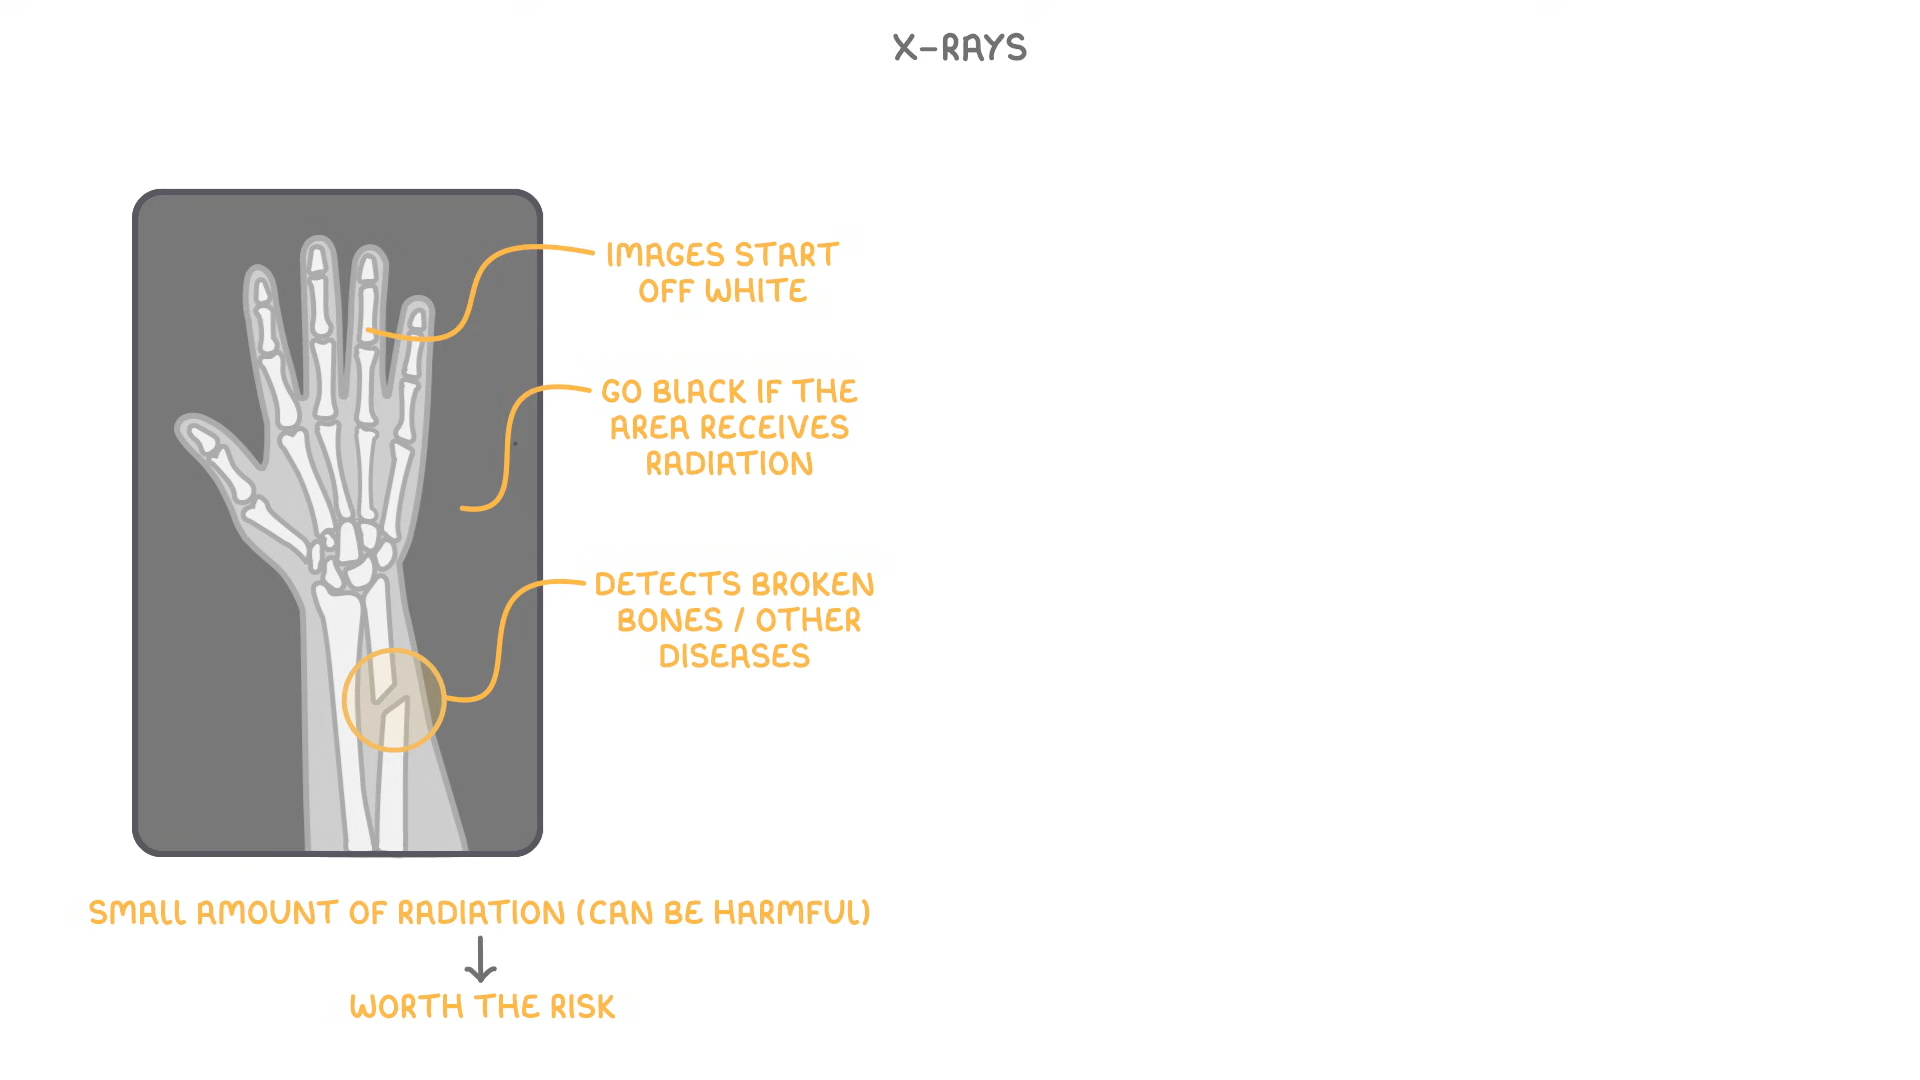 X-RAYS
IMAGES START
OFF WHITE
GO BLACK IF THE
AREA RECEIVES
RADIATION
DETECTS BROKEN
BONES / OTHER
DISEASES
SMALL AMOUNT OF RADIATION (CAN BE HARMFUL)
WORTH THE RISK